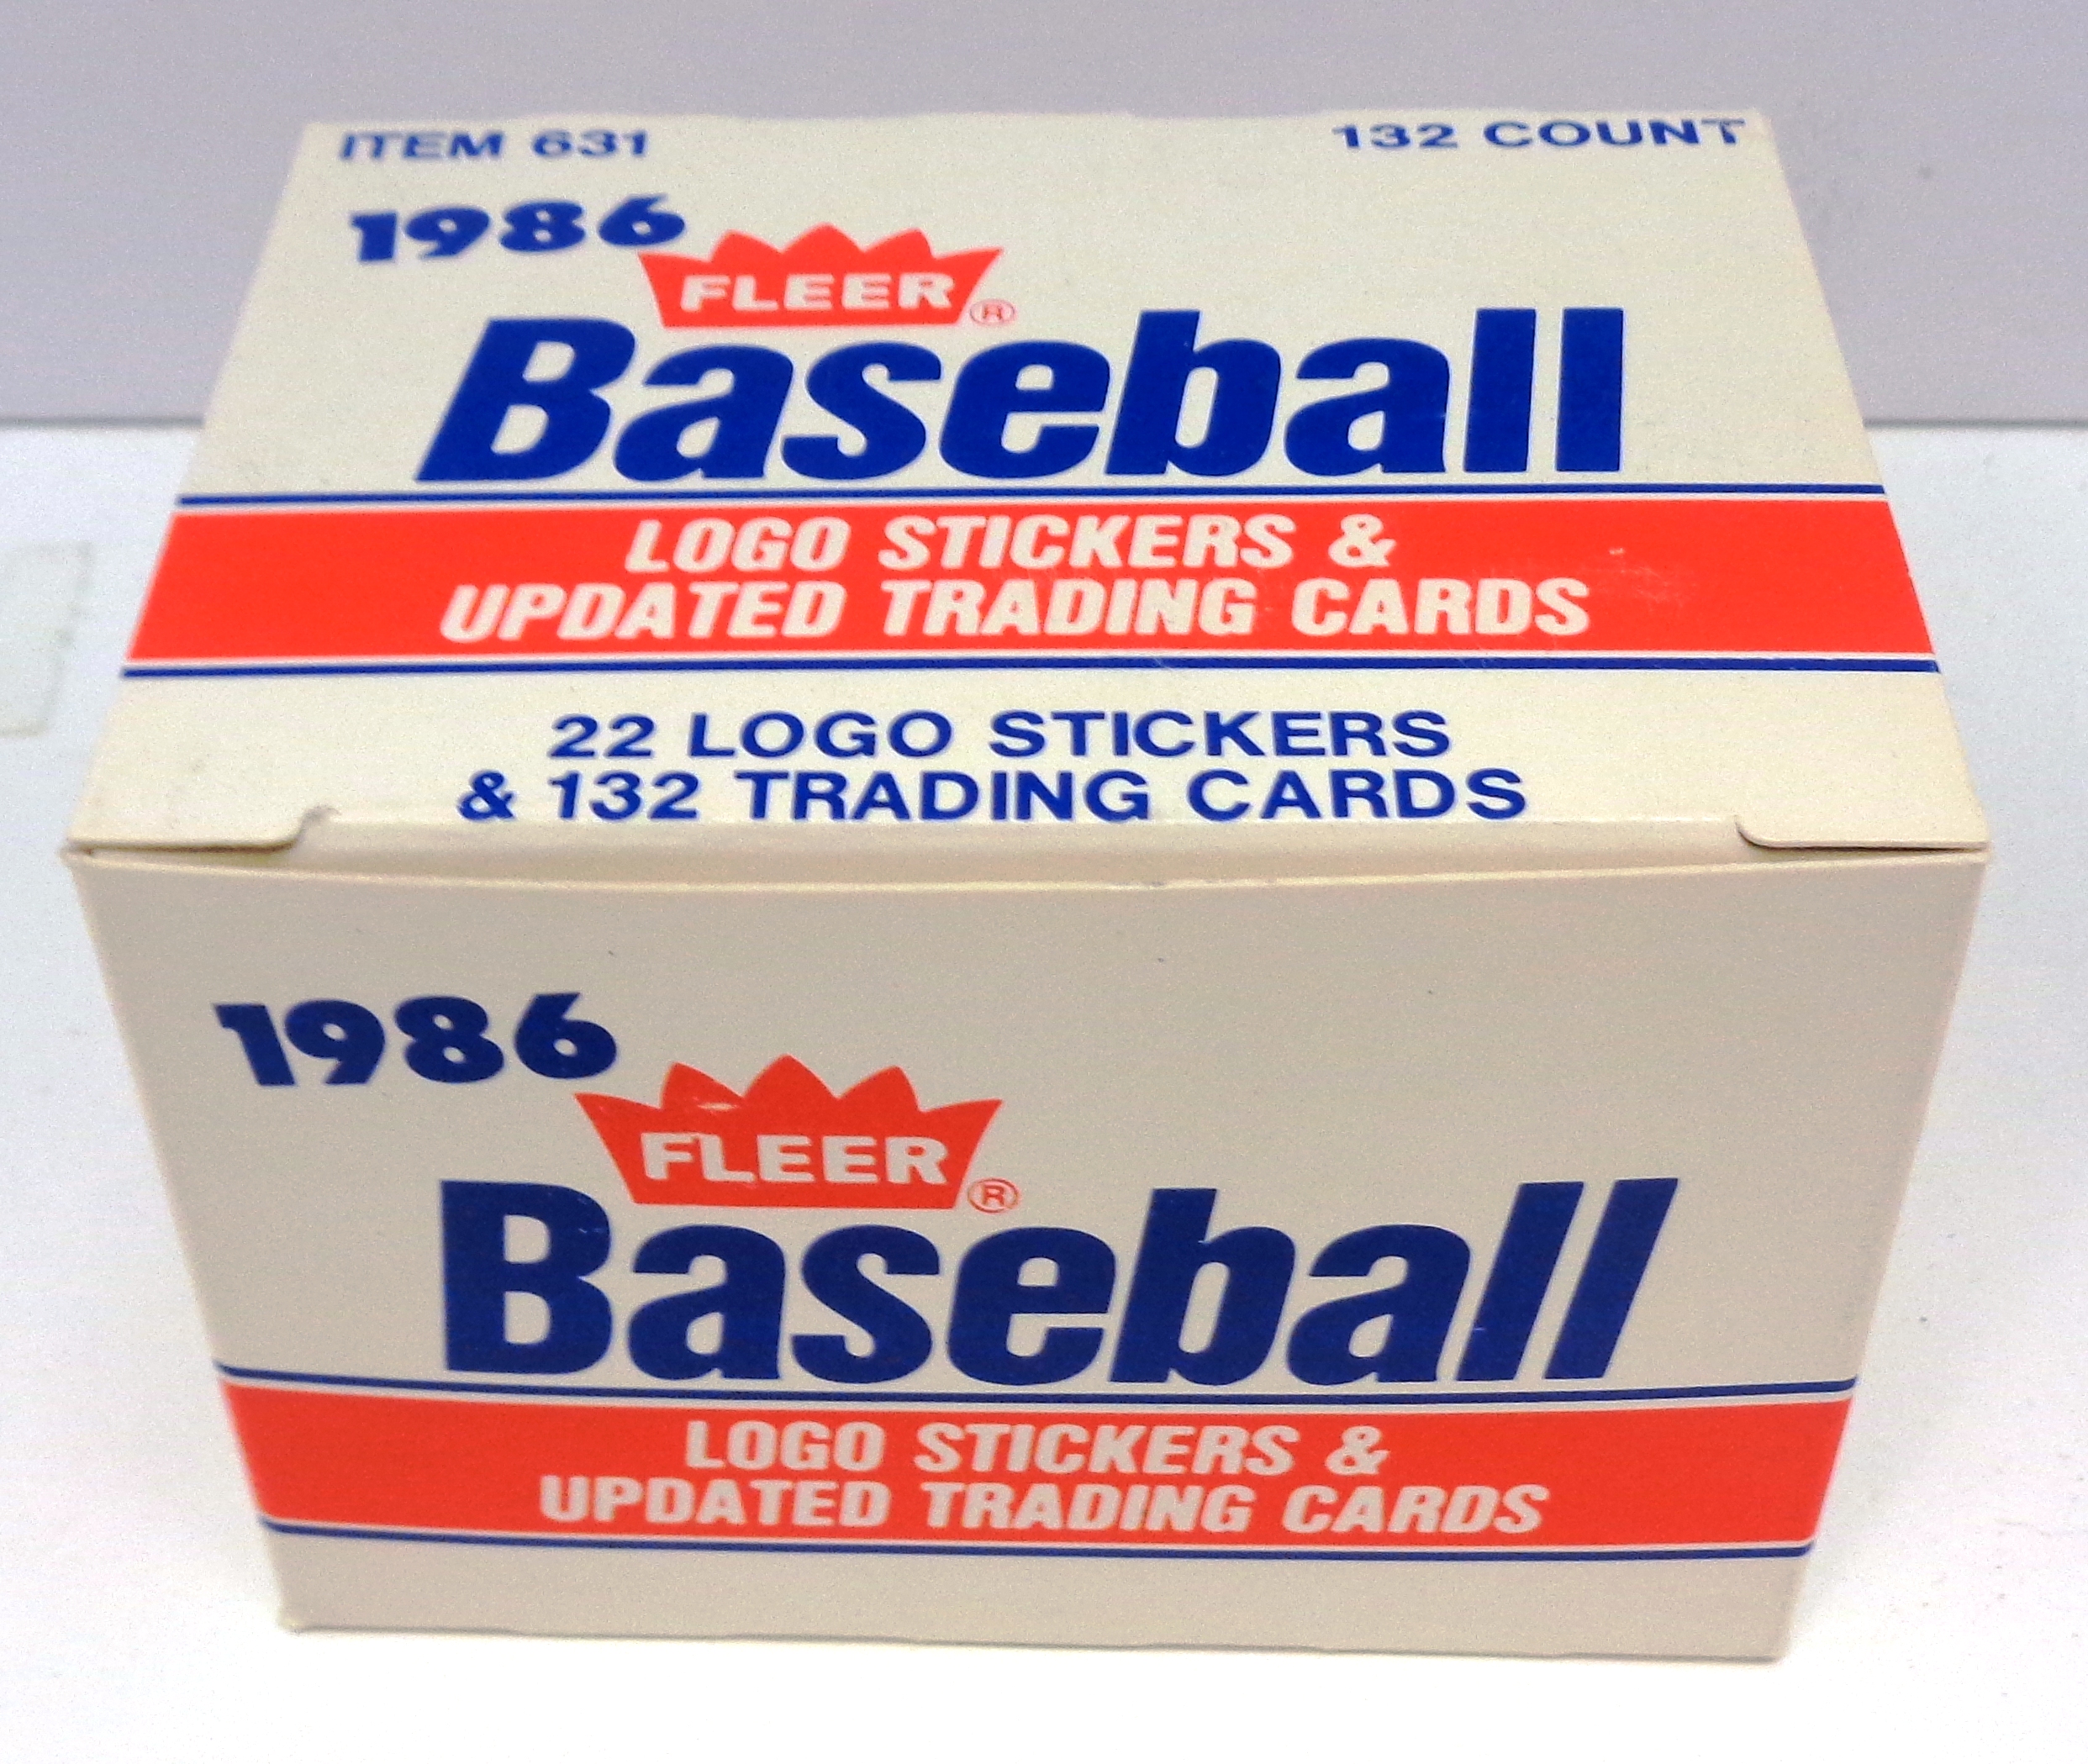 ITEM 631 132 COUNT
1986
FLEER ®
Baseball
LOGO STICKERS &
UPDATED TRADING CARDS
22 LOGO STICKERS
& 132 TRADING CARDS
1986
FLEER ®
Baseball
LOGO STICKERS &
UPDATED TRADING CARDS